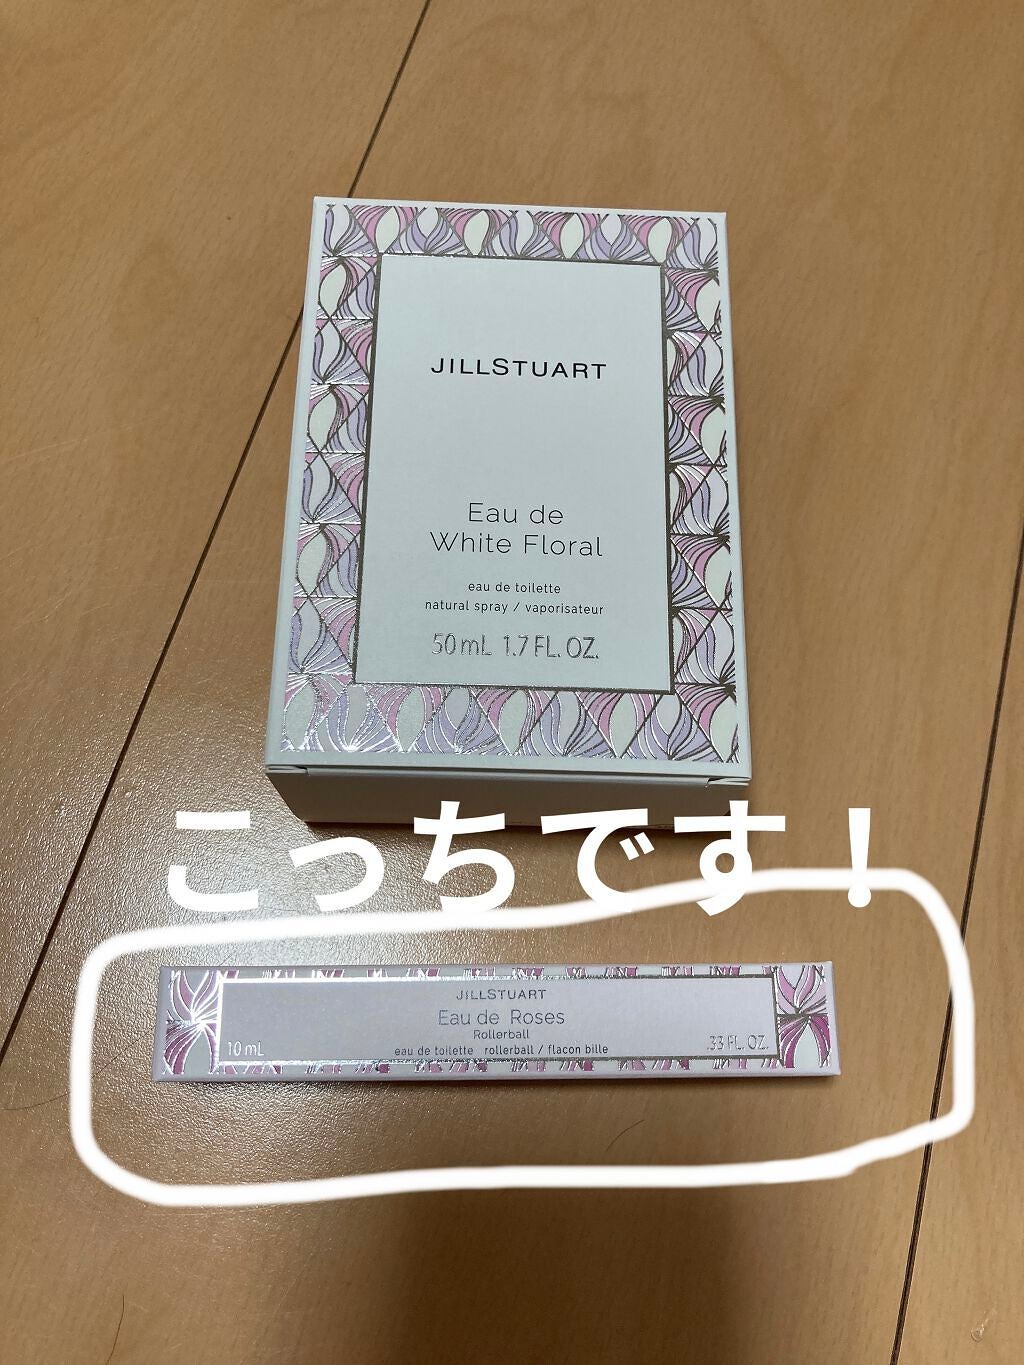 JILLSTUART
Eau de
White Floral
eau de toilette
natural spray / vaporisateur
50 mL 1.7 FL. OZ.
こっちです！
JILLSTUART
Eau de Roses
Rollerball
10 mL eau de toilette rollerball / flacon bille .33 FL. OZ.